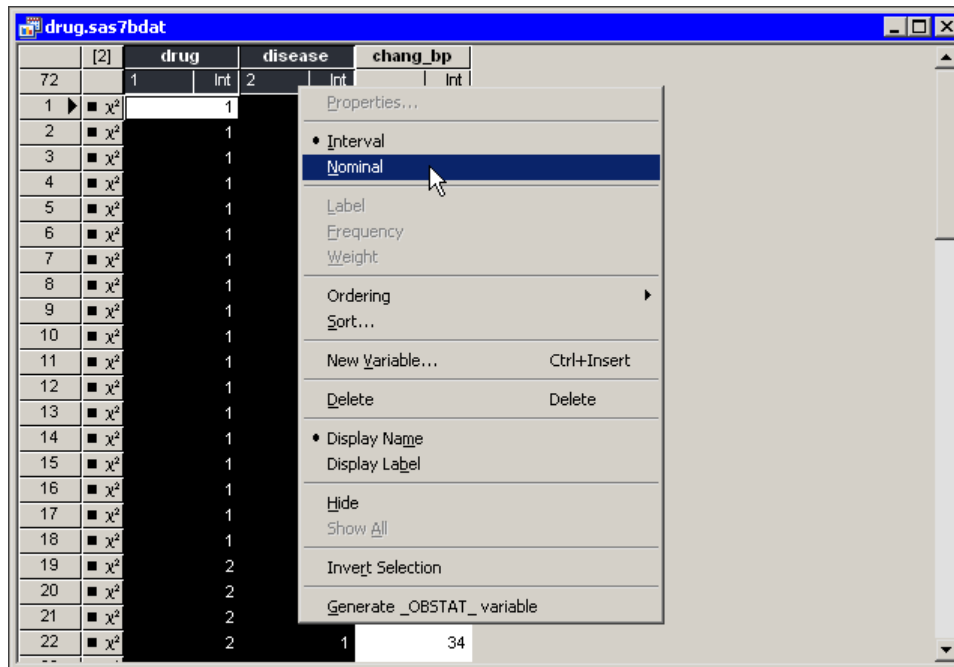 drug.sas7bdat
[2] drug disease chang_bp
72 1 Int 2 Int Int
1 χ² 1
2 χ² 1
3 χ² 1
4 χ² 1
5 χ² 1
6 χ² 1
7 χ² 1
8 χ² 1
9 χ² 1
10 χ² 1
11 χ² 1
12 χ² 1
13 χ² 1
14 χ² 1
15 χ² 1
16 χ² 1
17 χ² 1
18 χ² 1
19 χ² 2
20 χ² 2
21 χ² 2
22 χ² 2 1 34
Properties...
Interval
Nominal
Label
Frequency
Weight
Ordering
Sort...
New Variable... Ctrl+Insert
Delete Delete
Display Name
Display Label
Hide
Show All
Invert Selection
Generate _OBSTAT_ variable